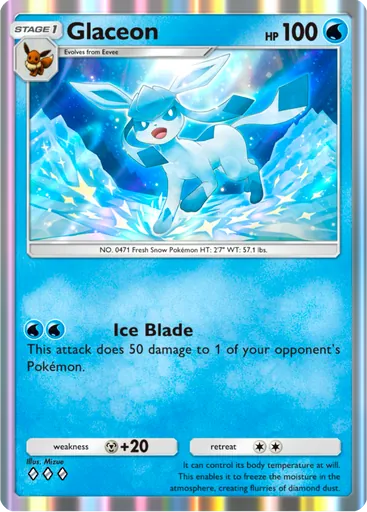 STAGE 1
Glaceon
HP 100
Evolves from Eevee
NO. 0471 Fresh Snow Pokémon HT: 2'7" WT: 57.1 lbs.
Ice Blade
This attack does 50 damage to 1 of your opponent's
Pokémon.
weakness +20
retreat
Illus. Mizue
It can control its body temperature at will.
This enables it to freeze the moisture in the
atmosphere, creating flurries of diamond dust.